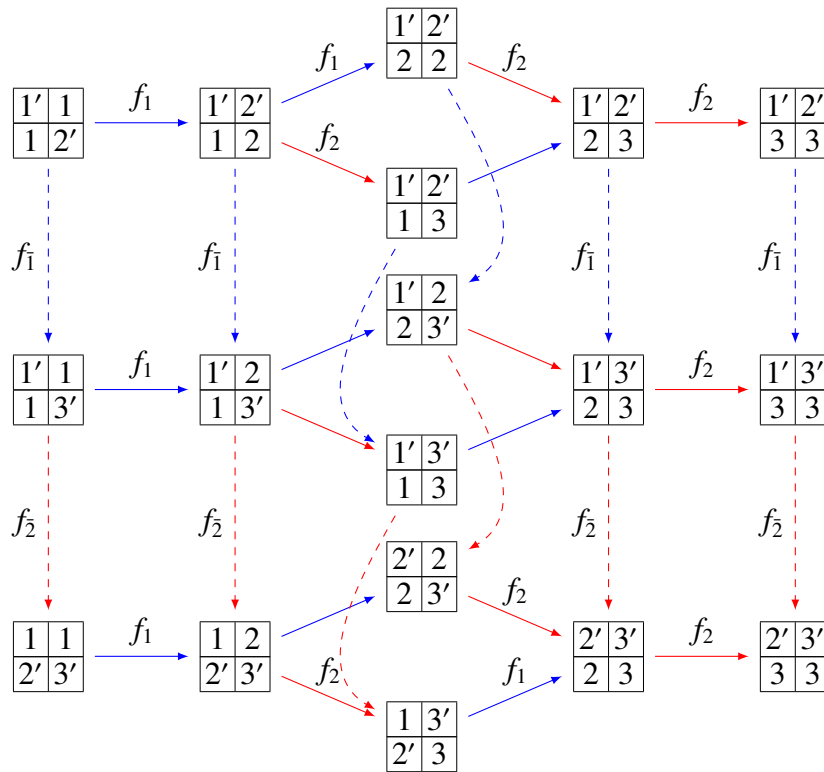 1′ 2′
f₁ 2 2 f₂
1′ 1 f₁ 1′ 2′ 1′ 2′ f₂ 1′ 2′
1 2′ 1 2 f₂ 2 3 3 3
1′ 2′
1 3
f₁̄ f₁̄ f₁̄ f₁̄
1′ 2
2 3′
1′ 1 f₁ 1′ 2 1′ 3′ f₂ 1′ 3′
1 3′ 1 3′ 2 3 3 3
1′ 3′
1 3
f₂̄ f₂̄ f₂̄ f₂̄
2′ 2
2 3′ f₂
1 1 f₁ 1 2 2′ 3′ f₂ 2′ 3′
2′ 3′ 2′ 3′ f₂ f₁ 2 3 3 3
1 3′
2′ 3